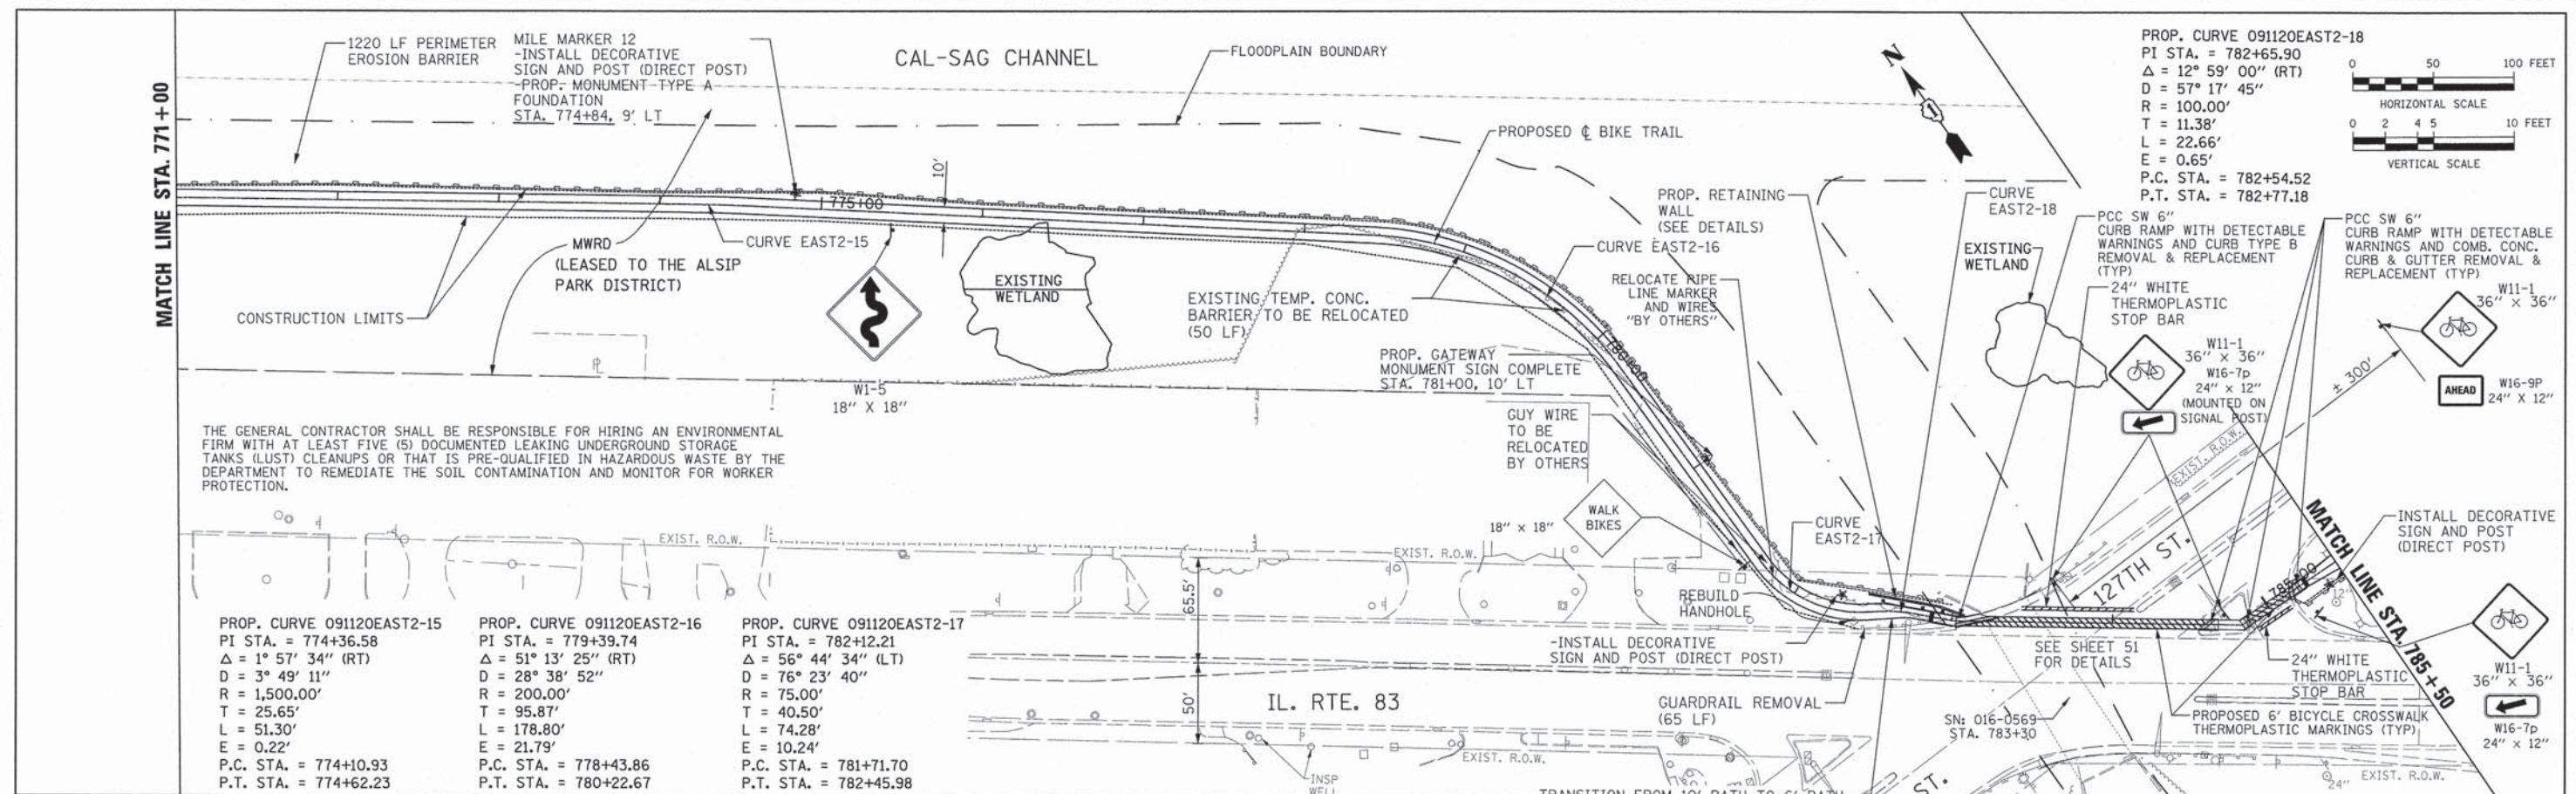 MATCH LINE STA. 771+00
1220 LF PERIMETER
EROSION BARRIER
MILE MARKER 12
-INSTALL DECORATIVE
SIGN AND POST (DIRECT POST)
-PROP. MONUMENT TYPE A
FOUNDATION
STA. 774+84, 9' LT
CAL-SAG CHANNEL
FLOODPLAIN BOUNDARY
N
PROP. CURVE 091120EAST2-18
PI STA. = 782+65.90
Δ = 12° 59' 00" (RT)
D = 57° 17' 45"
R = 100.00'
T = 11.38'
L = 22.66'
E = 0.65'
P.C. STA. = 782+54.52
P.T. STA. = 782+77.18
0 50 100 FEET
HORIZONTAL SCALE
0 2 4 5 10 FEET
VERTICAL SCALE
PROPOSED ℄ BIKE TRAIL
10'
775+00
CURVE EAST2-15
MWRD
(LEASED TO THE ALSIP
PARK DISTRICT)
CONSTRUCTION LIMITS
EXISTING
WETLAND
W1-5
18" X 18"
EXISTING TEMP. CONC.
BARRIER TO BE RELOCATED
(50 LF)
CURVE EAST2-16
PROP. RETAINING
WALL
(SEE DETAILS)
RELOCATE PIPE
LINE MARKER
AND WIRES
"BY OTHERS"
780+00
PROP. GATEWAY
MONUMENT SIGN COMPLETE
STA. 781+00, 10' LT
GUY WIRE
TO BE
RELOCATED
BY OTHERS
CURVE
EAST2-18
EXISTING
WETLAND
PCC SW 6"
CURB RAMP WITH DETECTABLE
WARNINGS AND CURB TYPE B
REMOVAL & REPLACEMENT
(TYP)
24" WHITE
THERMOPLASTIC
STOP BAR
PCC SW 6"
CURB RAMP WITH DETECTABLE
WARNINGS AND COMB. CONC.
CURB & GUTTER REMOVAL &
REPLACEMENT (TYP)
W11-1
36" X 36"
W11-1
36" X 36"
W16-7p
24" X 12"
(MOUNTED ON
SIGNAL POST)
AHEAD
W16-9P
24" X 12"
± 300'
EXIST. R.O.W.
THE GENERAL CONTRACTOR SHALL BE RESPONSIBLE FOR HIRING AN ENVIRONMENTAL
FIRM WITH AT LEAST FIVE (5) DOCUMENTED LEAKING UNDERGROUND STORAGE
TANKS (LUST) CLEANUPS OR THAT IS PRE-QUALIFIED IN HAZARDOUS WASTE BY THE
DEPARTMENT TO REMEDIATE THE SOIL CONTAMINATION AND MONITOR FOR WORKER
PROTECTION.
18" X 18"
WALK
BIKES
CURVE
EAST2-17
EXIST. R.O.W.
EXIST. R.O.W.
65.5'
50'
REBUILD
HANDHOLE
127TH ST.
785+00
MATCH LINE STA. 785+50
INSTALL DECORATIVE
SIGN AND POST
(DIRECT POST)
-INSTALL DECORATIVE
SIGN AND POST (DIRECT POST)
SEE SHEET 51
FOR DETAILS
24" WHITE
THERMOPLASTIC
STOP BAR
W11-1
36" X 36"
W16-7p
24" X 12"
PROP. CURVE 091120EAST2-15
PI STA. = 774+36.58
Δ = 1° 57' 34" (RT)
D = 3° 49' 11"
R = 1,500.00'
T = 25.65'
L = 51.30'
E = 0.22'
P.C. STA. = 774+10.93
P.T. STA. = 774+62.23
PROP. CURVE 091120EAST2-16
PI STA. = 779+39.74
Δ = 51° 13' 25" (RT)
D = 28° 38' 52"
R = 200.00'
T = 95.87'
L = 178.80'
E = 21.79'
P.C. STA. = 778+43.86
P.T. STA. = 780+22.67
PROP. CURVE 091120EAST2-17
PI STA. = 782+12.21
Δ = 56° 44' 34" (LT)
D = 76° 23' 40"
R = 75.00'
T = 40.50'
L = 74.28'
E = 10.24'
P.C. STA. = 781+71.70
P.T. STA. = 782+45.98
IL. RTE. 83
GUARDRAIL REMOVAL
(65 LF)
SN: 016-0569
STA. 783+30
PROPOSED 6' BICYCLE CROSSWALK
THERMOPLASTIC MARKINGS (TYP)
INSP
WELL
EXIST. R.O.W.
EXIST. R.O.W.
24"
ST.
TRANSITION FROM 10' PATH TO 6' PATH